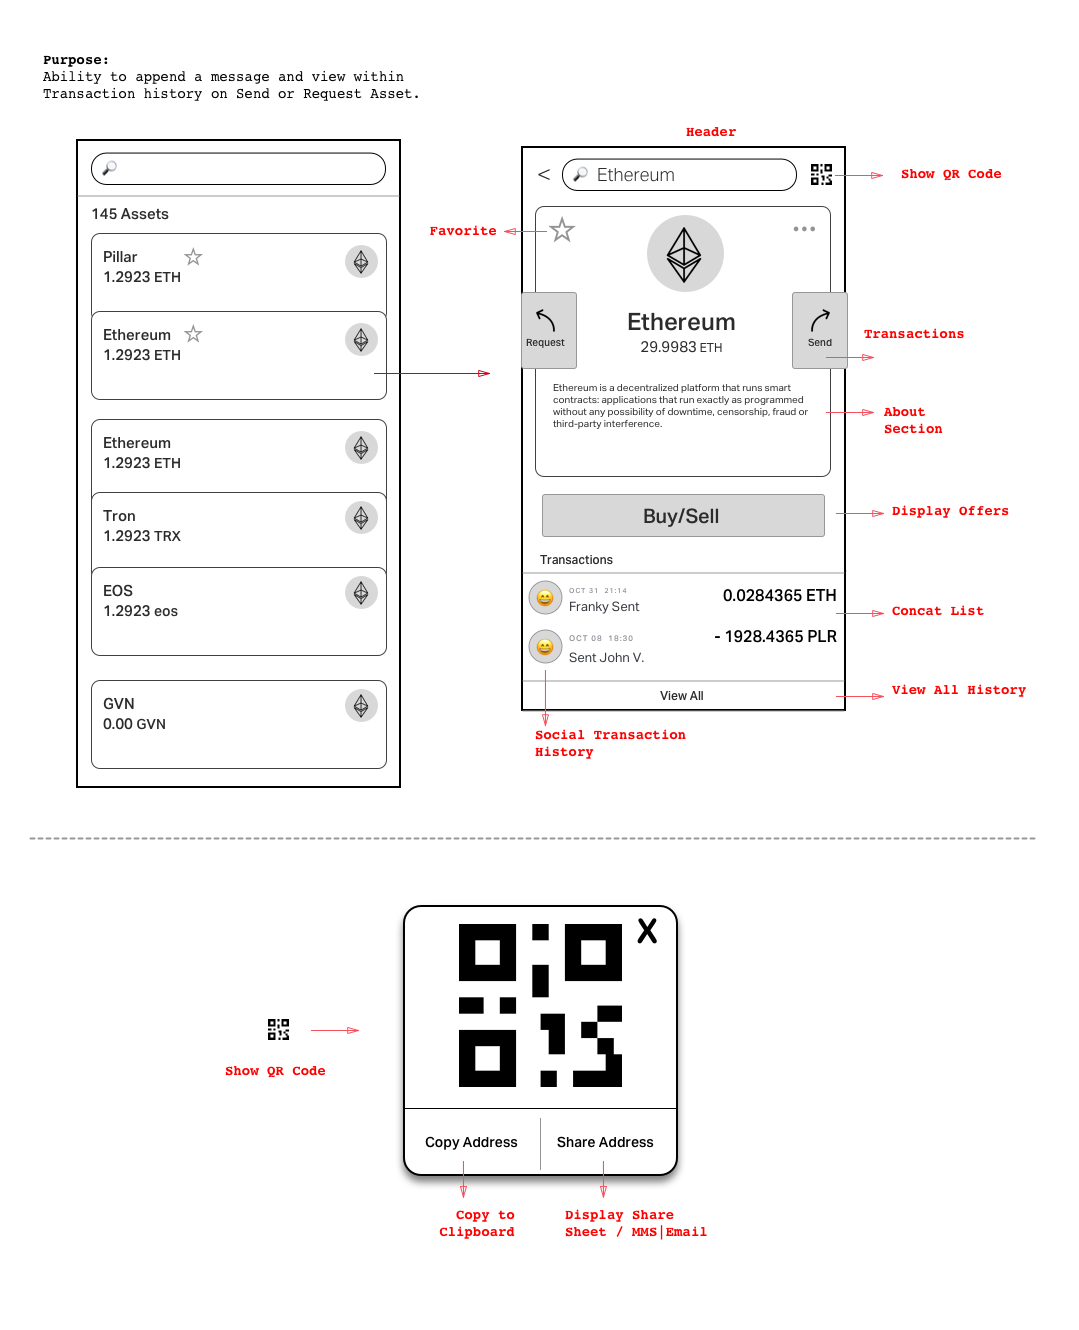 Purpose:
Ability to append a message and view within
Transaction history on Send or Request Asset.
145 Assets
Pillar
1.2923 ETH
Ethereum
1.2923 ETH
Ethereum
1.2923 ETH
Tron
1.2923 TRX
EOS
1.2923 eos
GVN
0.00 GVN
Header
< Ethereum
Show QR Code
Favorite
Request
Ethereum
29.9983 ETH
Send
Transactions
Ethereum is a decentralized platform that runs smart
contracts: applications that run exactly as programmed
without any possibility of downtime, censorship, fraud or
third-party interference.
About
Section
Buy/Sell
Display Offers
Transactions
OCT 31 21:14
Franky Sent
0.0284365 ETH
Concat List
OCT 08 18:30
Sent John V.
- 1928.4365 PLR
View All
View All History
Social Transaction
History
Show QR Code
X
Copy Address
Share Address
Copy to
Clipboard
Display Share
Sheet / MMS|Email